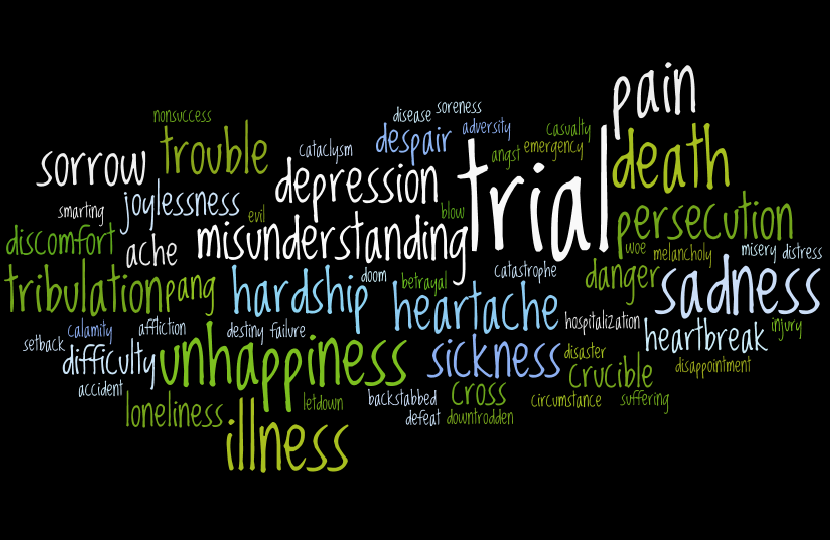 pain
disease
soreness
nonsuccess
trouble
cataclysm
despair
adversity
casualty
angst
emergency
death
sorrow
depression
trial
joylessness
smarting
evil
blow
persecution
discomfort
ache
misunderstanding
woe
melancholy
misery
distress
tribulation
pang
hardship
doom
betrayal
catastrophe
danger
sadness
heartache
setback
calamity
affliction
destiny
failure
hospitalization
heartbreak
injury
difficulty
unhappiness
sickness
disaster
crucible
disappointment
accident
loneliness
letdown
backstabbed
cross
circumstance
suffering
defeat
downtrodden
illness